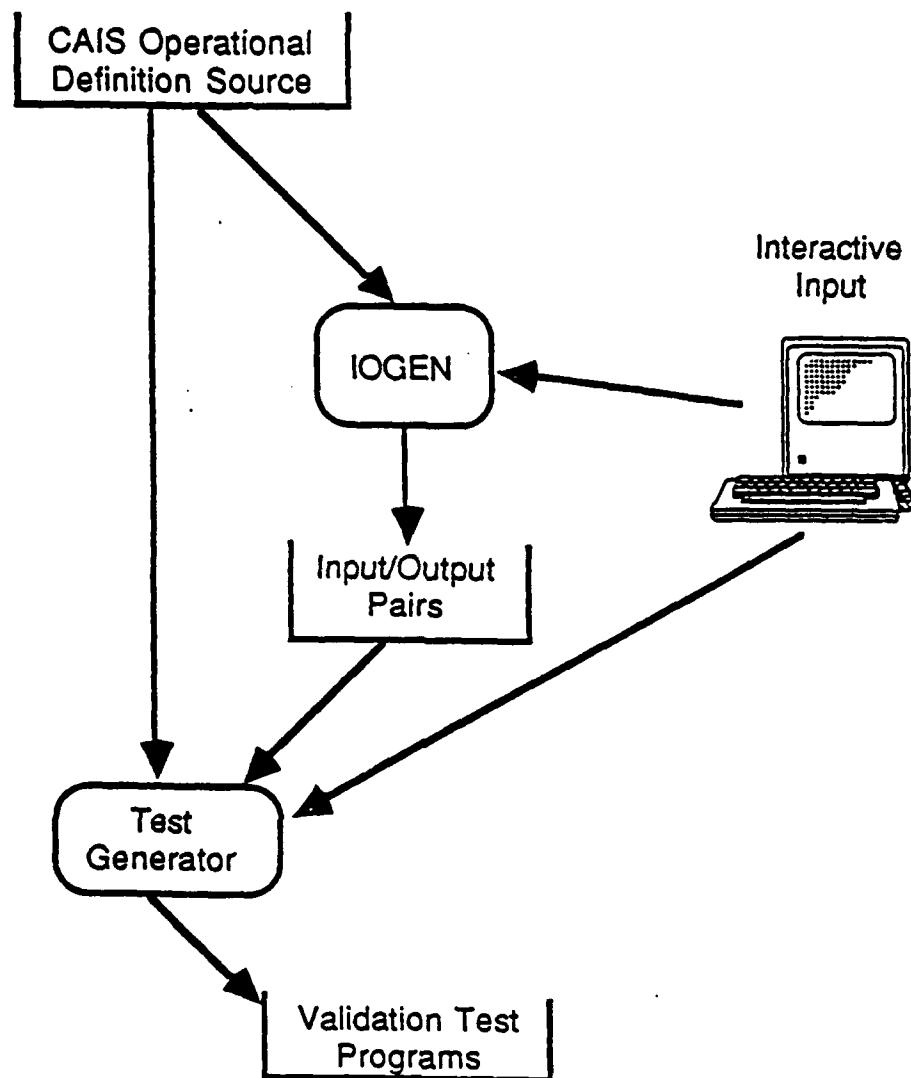 CAIS Operational
Definition Source
Interactive
Input
IOGEN
Input/Output
Pairs
Test
Generator
Validation Test
Programs